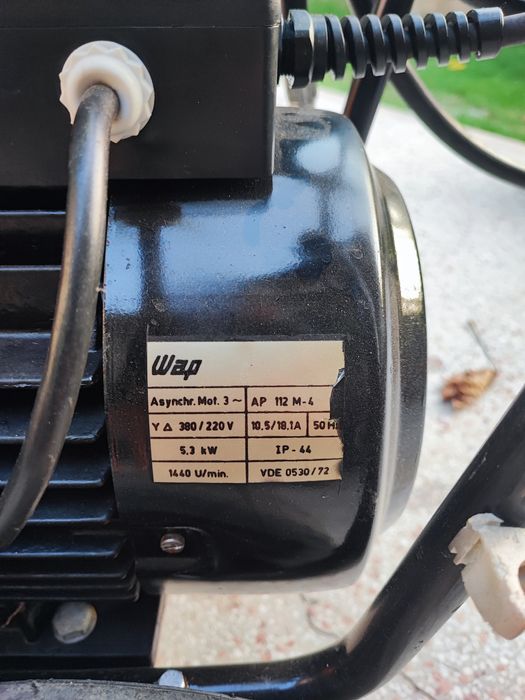 Wap
Asynchr. Mot. 3 ~ AP 112 M-4
Y Δ 380 / 220 V 10.5/18.1A 50 H
5,3 kW IP - 44
1440 U/min. VDE 0530/72